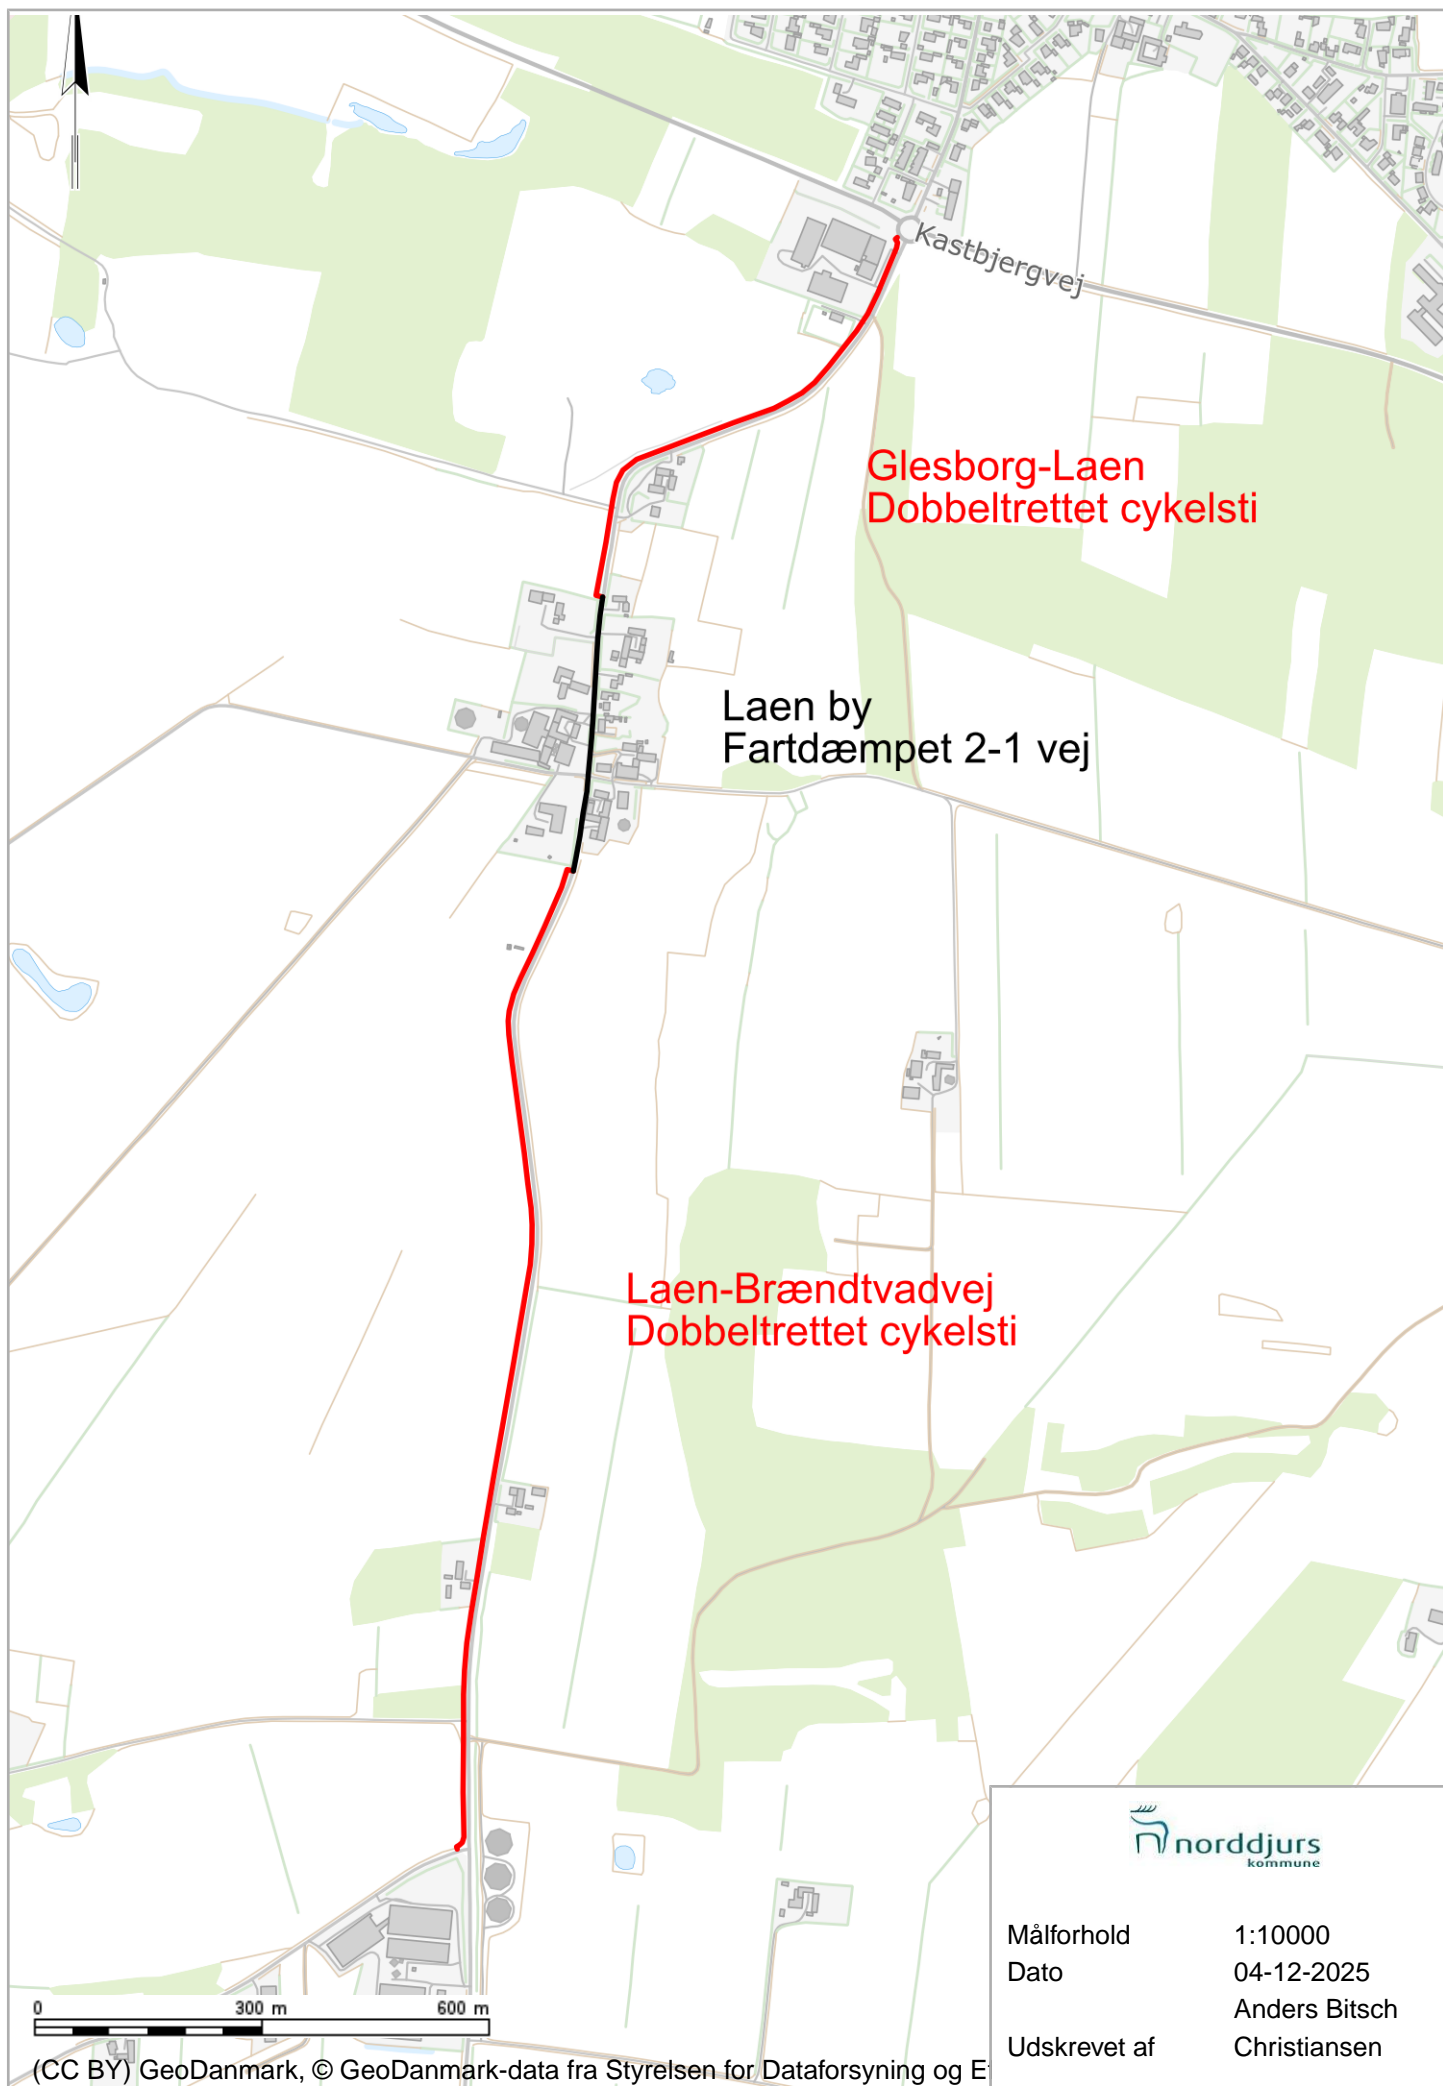 Kastbjergvej
Glesborg-Laen
Dobbeltrettet cykelsti
Laen by
Fartdæmpet 2-1 vej
Laen-Brændtvadvej
Dobbeltrettet cykelsti
norddjurs
kommune
Målforhold 1:10000
Dato 04-12-2025
Anders Bitsch
Udskrevet af Christiansen
0 300 m 600 m
(CC BY) GeoDanmark, © GeoDanmark-data fra Styrelsen for Dataforsyning og